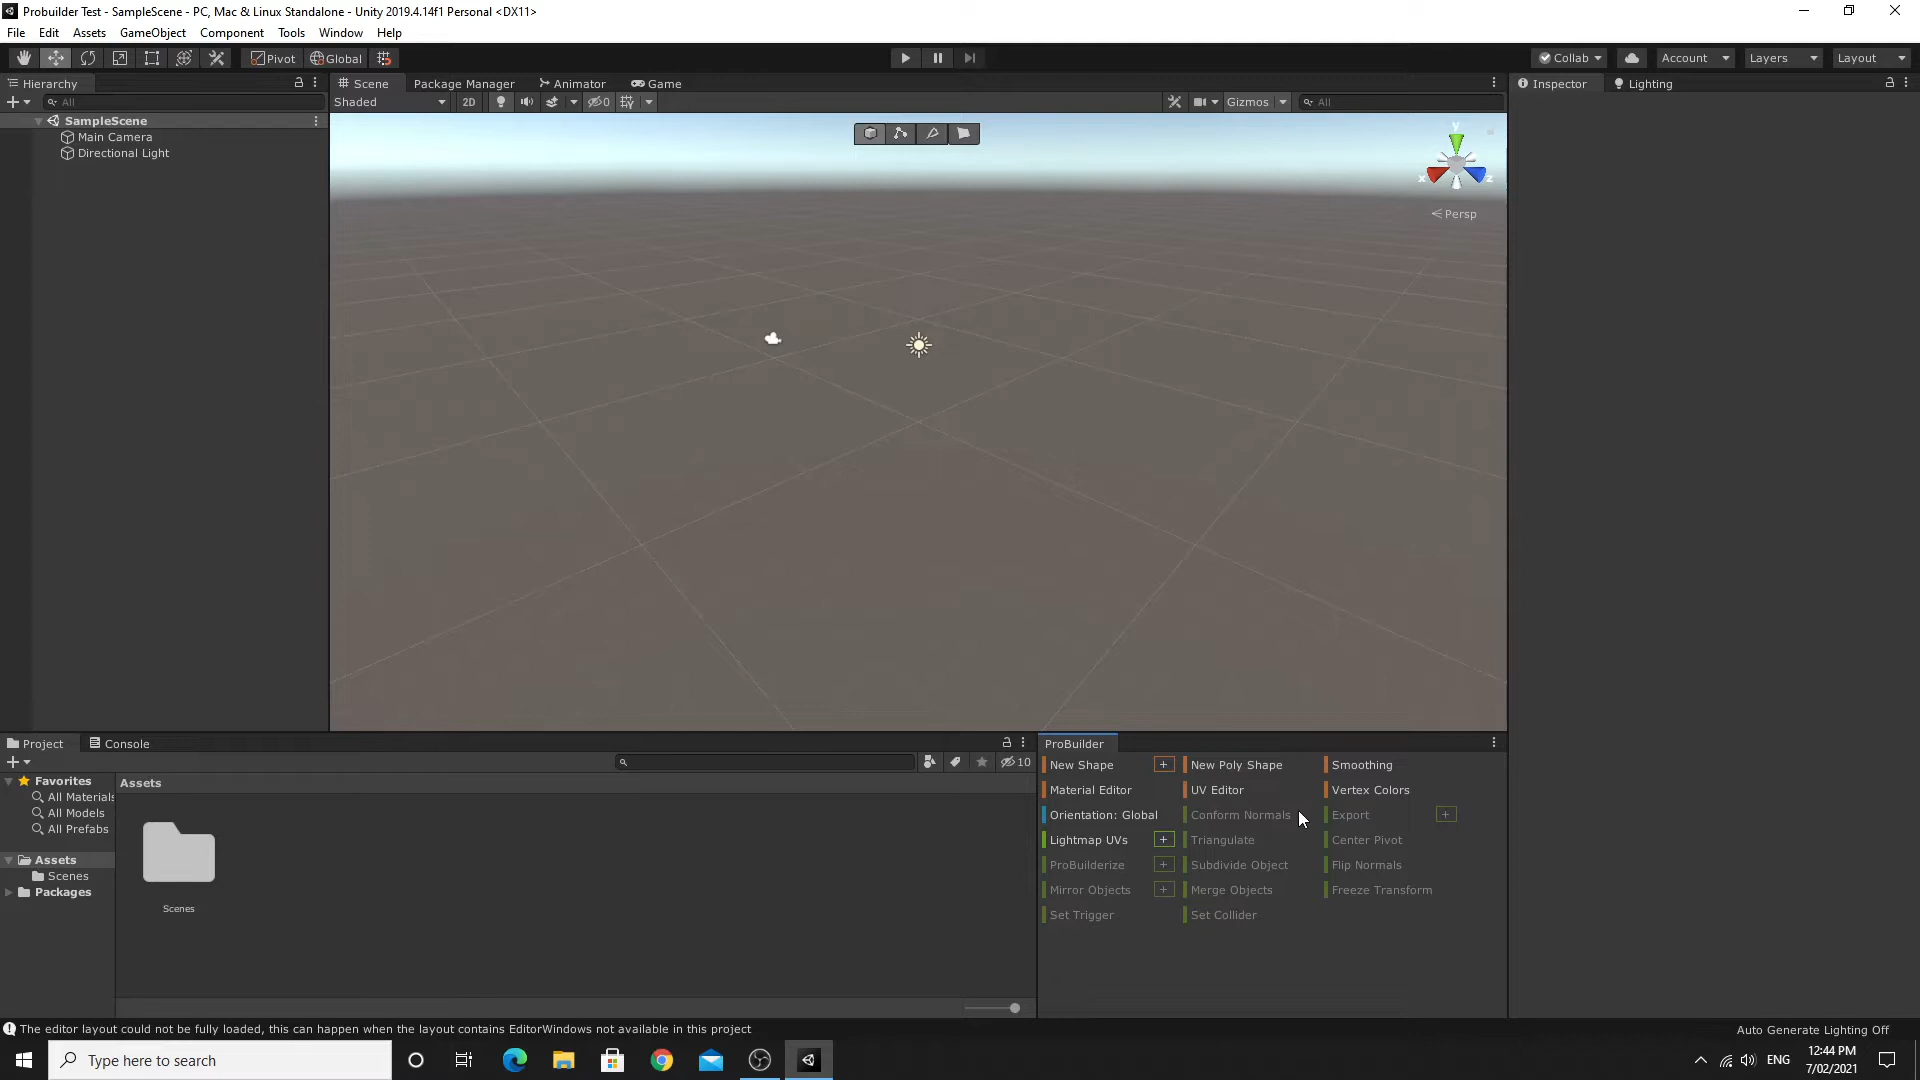 Probuilder Test - SampleScene - PC, Mac & Linux Standalone - Unity 2019.4.14f1 Personal <DX11>
File Edit Assets GameObject Component Tools Window Help
Pivot Global Collab Account Layers Layout
Hierarchy Scene Package Manager Animator Game Inspector Lighting
All Shaded 2D 0 Gizmos All
SampleScene
Main Camera
Directional Light
y
x z
Persp
Project Console
10
Favorites
All Materials
All Models
All Prefabs
Assets
Scenes
Packages
Assets
Scenes
ProBuilder
New Shape + New Poly Shape Smoothing
Material Editor UV Editor Vertex Colors
Orientation: Global Conform Normals Export +
Lightmap UVs + Triangulate Center Pivot
ProBuilderize + Subdivide Object Flip Normals
Mirror Objects + Merge Objects Freeze Transform
Set Trigger Set Collider
The editor layout could not be fully loaded, this can happen when the layout contains EditorWindows not available in this project
Auto Generate Lighting Off
Type here to search
ENG
12:44 PM
7/02/2021